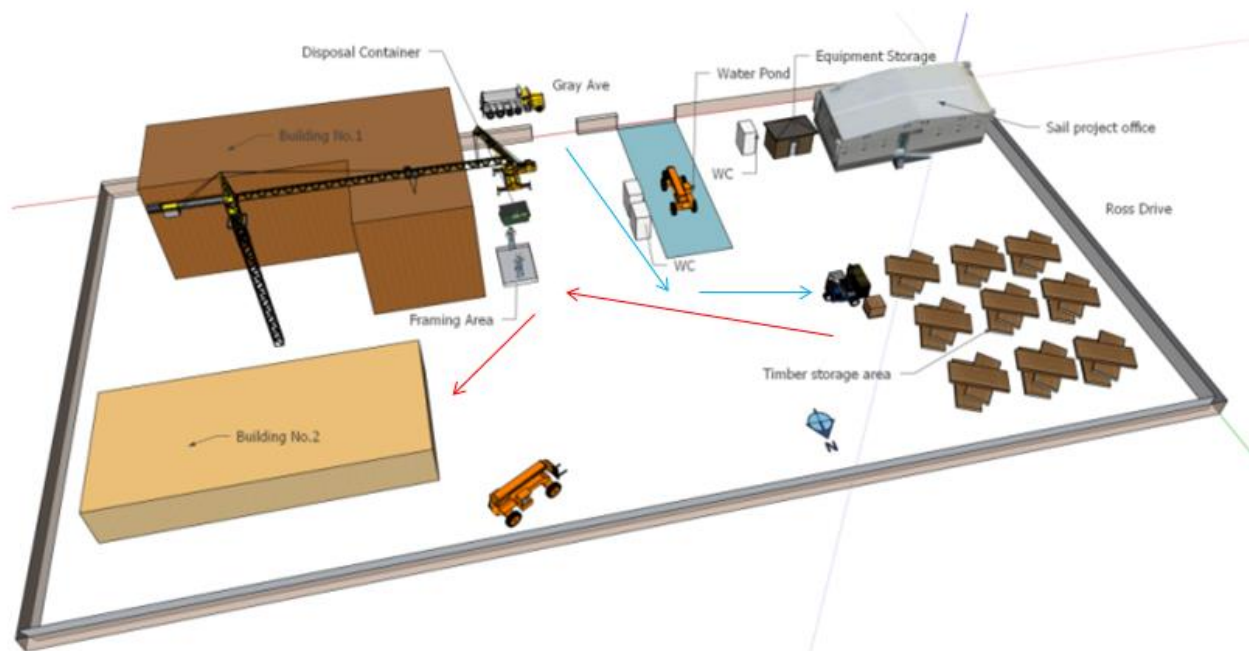 Disposal Container
Gray Ave
Water Pond
Equipment Storage
Building No.1
Sail project office
WC
Ross Drive
WC
Framing Area
Timber storage area
N
Building No.2